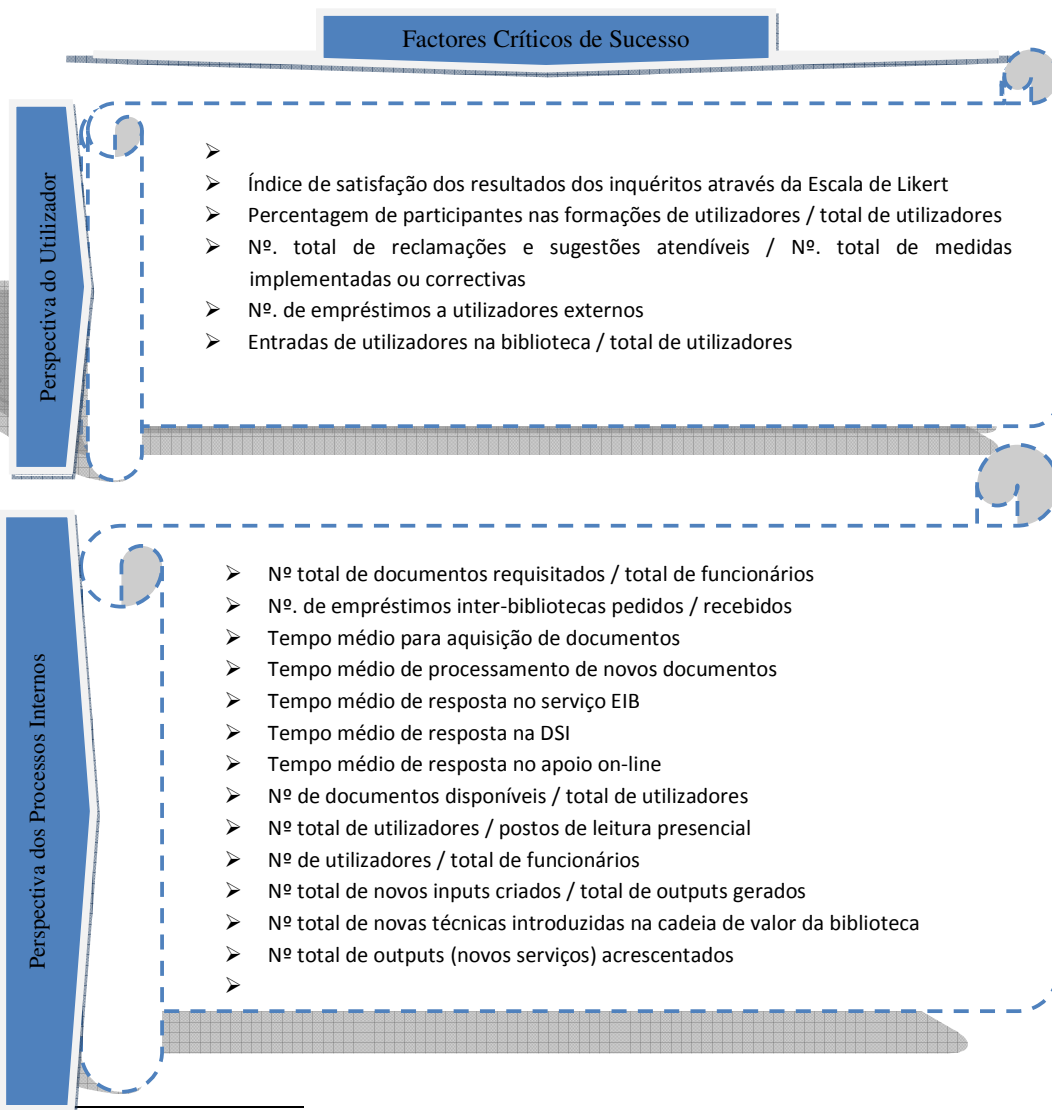 Factores Críticos de Sucesso
Perspectiva do Utilizador
➢
➢ Índice de satisfação dos resultados dos inquéritos através da Escala de Likert
➢ Percentagem de participantes nas formações de utilizadores / total de utilizadores
➢ Nº. total de reclamações e sugestões atendíveis / Nº. total de medidas
implementadas ou correctivas
➢ Nº. de empréstimos a utilizadores externos
➢ Entradas de utilizadores na biblioteca / total de utilizadores
Perspectiva dos Processos Internos
➢ Nº total de documentos requisitados / total de funcionários
➢ Nº. de empréstimos inter-bibliotecas pedidos / recebidos
➢ Tempo médio para aquisição de documentos
➢ Tempo médio de processamento de novos documentos
➢ Tempo médio de resposta no serviço EIB
➢ Tempo médio de resposta na DSI
➢ Tempo médio de resposta no apoio on-line
➢ Nº de documentos disponíveis / total de utilizadores
➢ Nº total de utilizadores / postos de leitura presencial
➢ Nº de utilizadores / total de funcionários
➢ Nº total de novos inputs criados / total de outputs gerados
➢ Nº total de novas técnicas introduzidas na cadeia de valor da biblioteca
➢ Nº total de outputs (novos serviços) acrescentados
➢